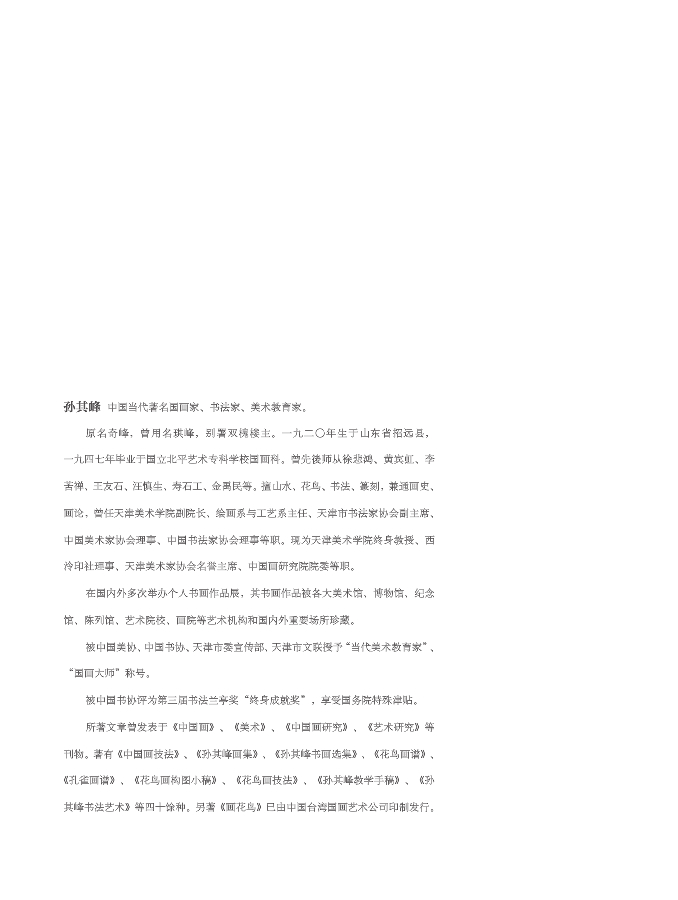 孙其峰 中国当代著名国画家、书法家、美术教育家。
原名奇峰，曾用名琪峰，别署双槐楼主。一九二〇年生于山东省招远县，
一九四七年毕业于国立北平艺术专科学校国画科。曾先後师从徐悲鸿、黄宾虹、李
苦禅、王友石、汪慎生、寿石工、金禹民等。擅山水、花鸟、书法、篆刻，兼通画史、
画论，曾任天津美术学院副院长、绘画系与工艺系主任、天津市书法家协会副主席、
中国美术家协会理事、中国书法家协会理事等职。现为天津美术学院终身教授、西
泠印社理事、天津美术家协会名誉主席、中国画研究院院委等职。
在国内外多次举办个人书画作品展，其书画作品被各大美术馆、博物馆、纪念
馆、陈列馆、艺术院校、画院等艺术机构和国内外重要场所珍藏。
被中国美协、中国书协、天津市委宣传部、天津市文联授予“当代美术教育家”、
“国画大师”称号。
被中国书协评为第三届书法兰亭奖“终身成就奖”，享受国务院特殊津贴。
所著文章曾发表于《中国画》、《美术》、《中国画研究》、《艺术研究》等
刊物。著有《中国画技法》、《孙其峰画集》、《孙其峰书画选集》、《花鸟画谱》、
《孔雀画谱》、《花鸟画构图小稿》、《花鸟画技法》、《孙其峰教学手稿》、《孙
其峰书法艺术》等四十馀种。另著《画花鸟》已由中国台湾国画艺术公司印制发行。